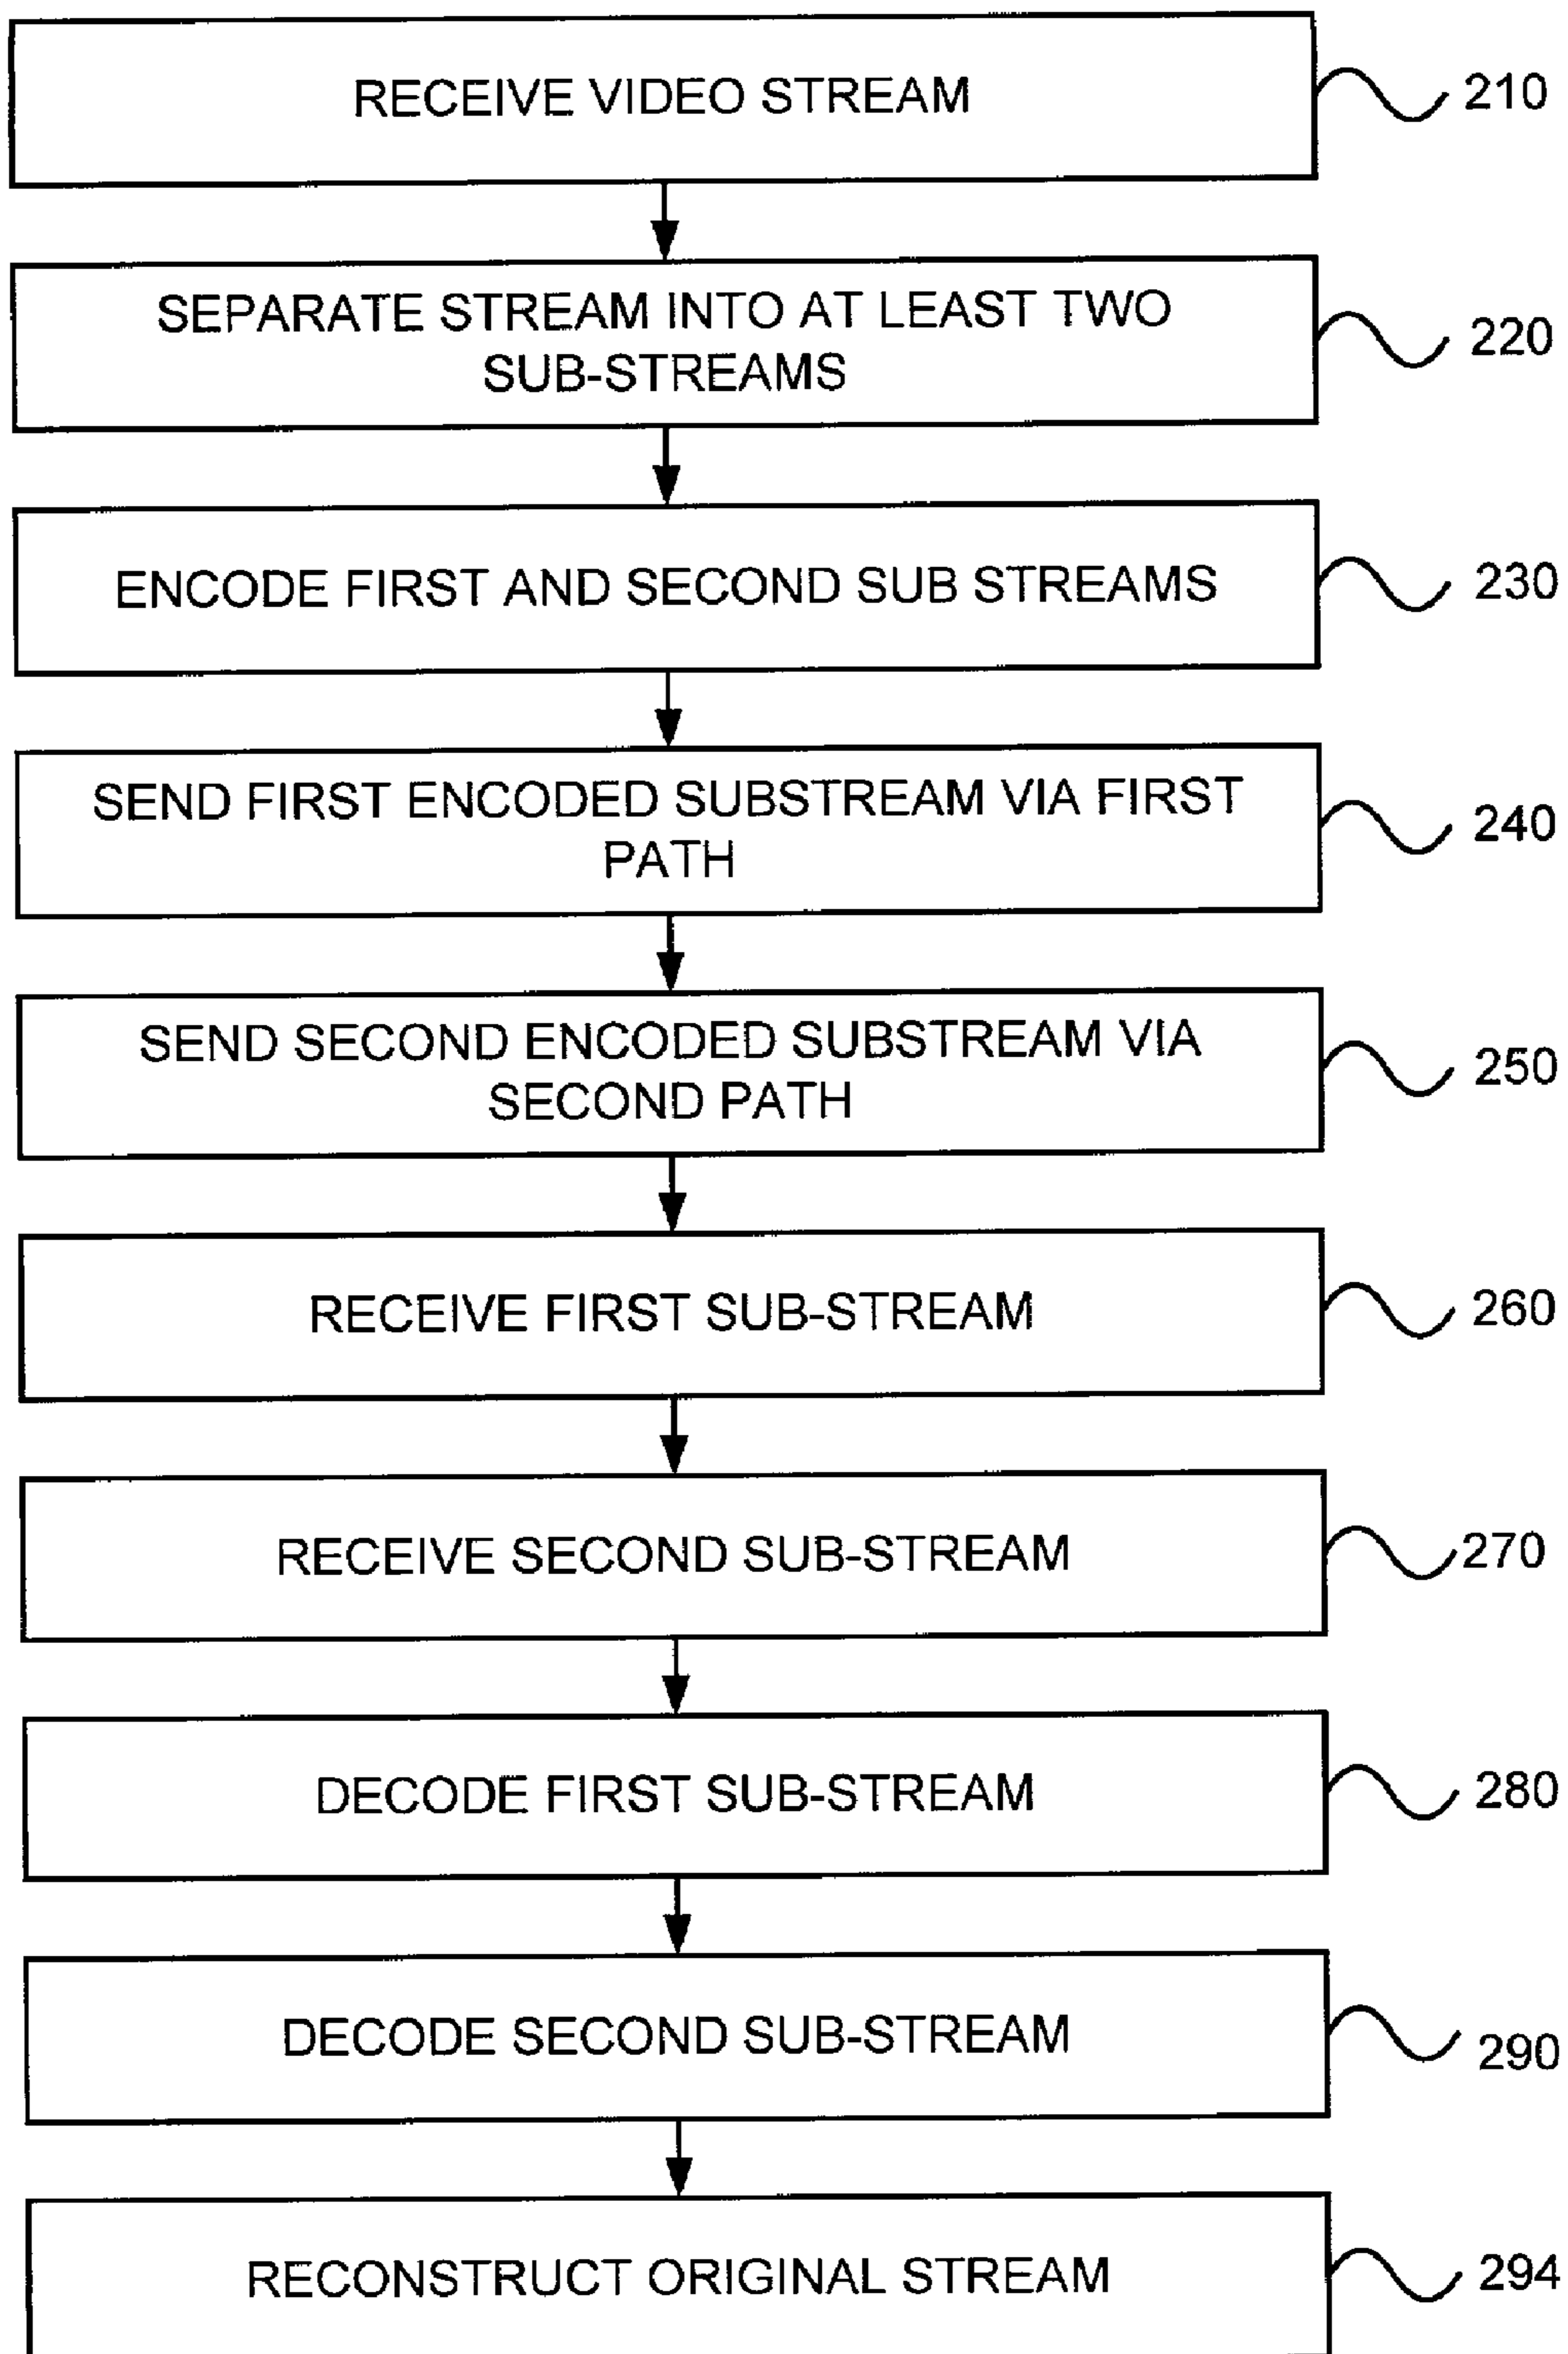 RECEIVE VIDEO STREAM
210
SEPARATE STREAM INTO AT LEAST TWO
SUB-STREAMS
220
ENCODE FIRST AND SECOND SUB STREAMS
230
SEND FIRST ENCODED SUBSTREAM VIA FIRST
PATH
240
SEND SECOND ENCODED SUBSTREAM VIA
SECOND PATH
250
RECEIVE FIRST SUB-STREAM
260
RECEIVE SECOND SUB-STREAM
270
DECODE FIRST SUB-STREAM
280
DECODE SECOND SUB-STREAM
290
RECONSTRUCT ORIGINAL STREAM
294